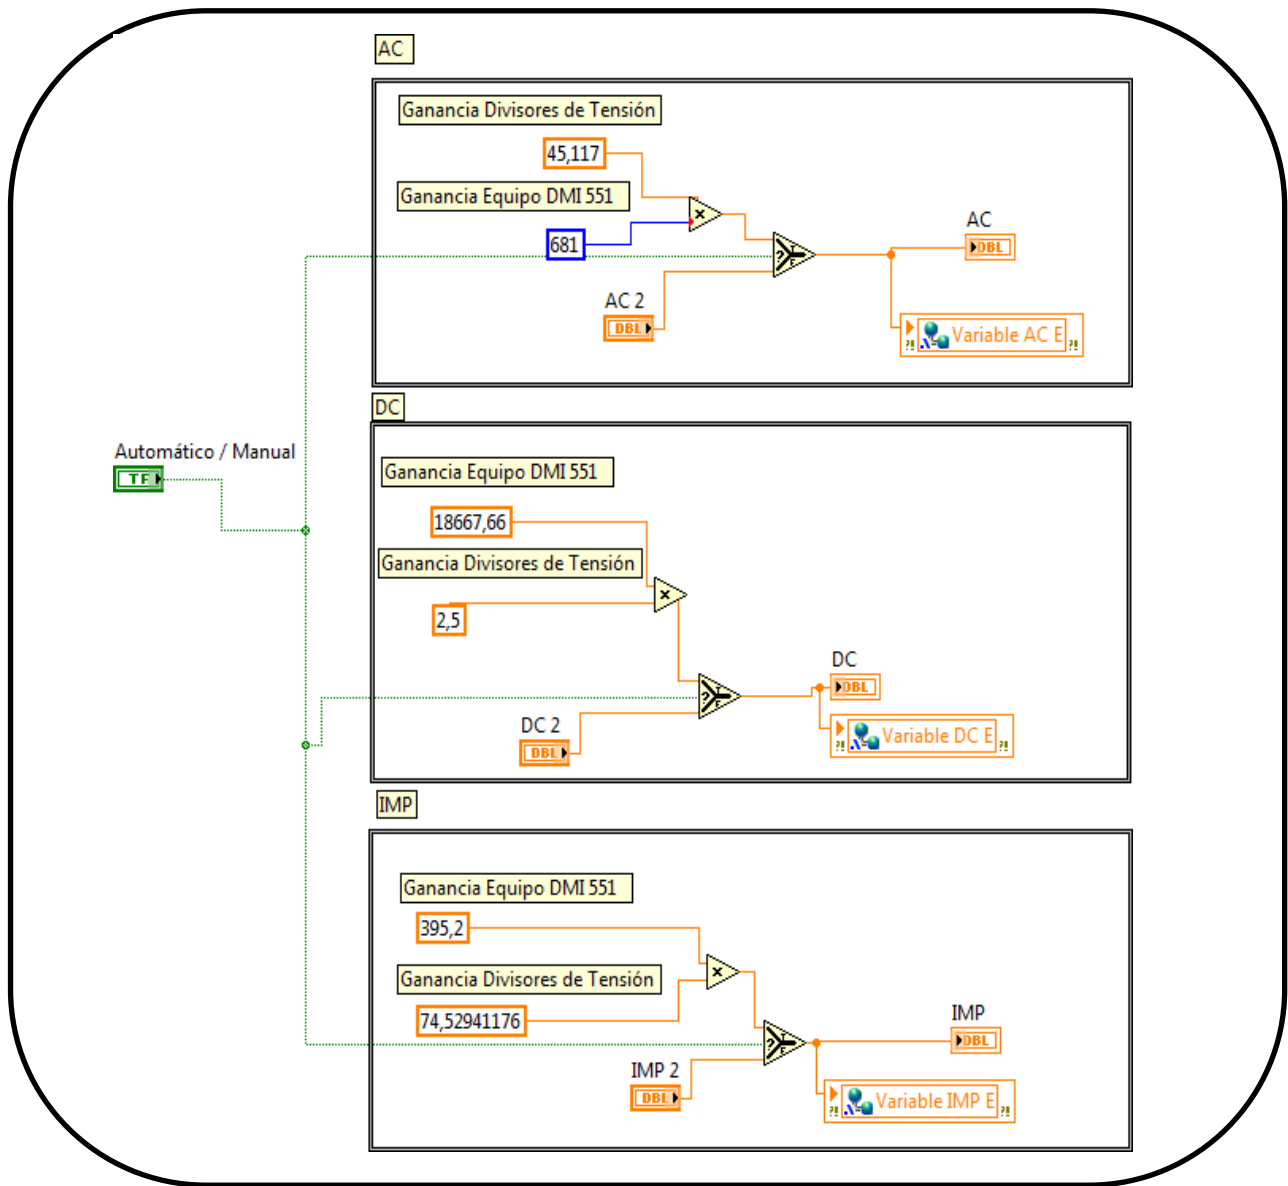 AC
Ganancia Divisores de Tensión
45,117
Ganancia Equipo DMI 551
681
AC 2
DBL
AC
DBL
Variable AC E
Automático / Manual
TF
DC
Ganancia Equipo DMI 551
18667,66
Ganancia Divisores de Tensión
2,5
DC 2
DBL
DC
DBL
Variable DC E
IMP
Ganancia Equipo DMI 551
395,2
Ganancia Divisores de Tensión
74,52941176
IMP 2
DBL
IMP
DBL
Variable IMP E